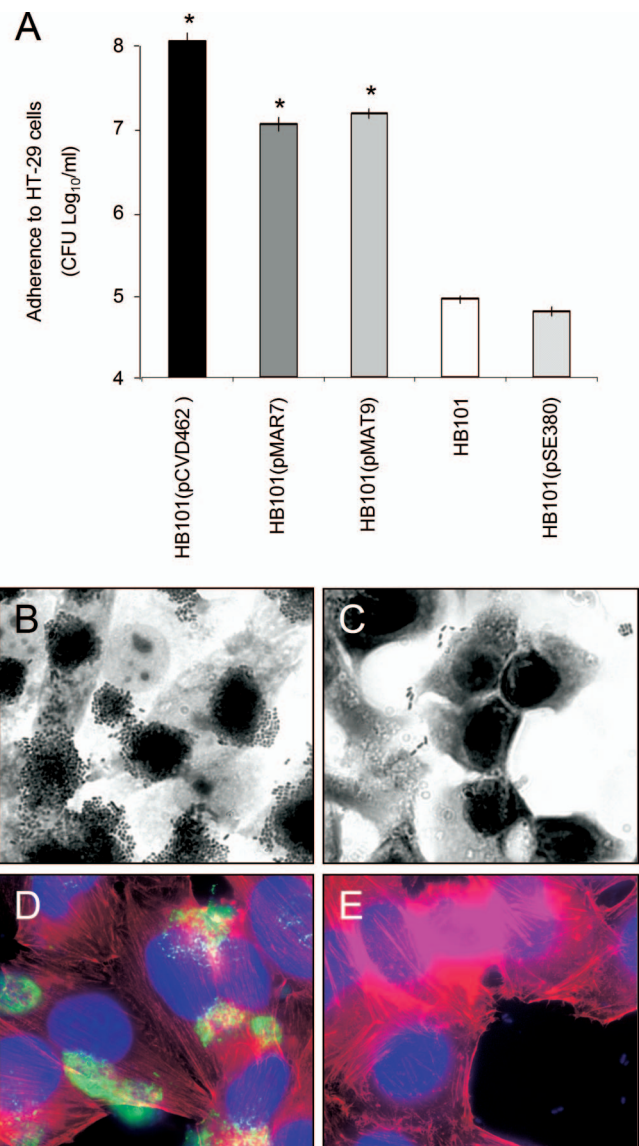 A
Adherence to HT-29 cells
(CFU Log10/ml)
8
7
6
5
4
*
*
*
HB101(pCVD462 )
HB101(pMAR7)
HB101(pMAT9)
HB101
HB101(pSE380)
B
C
D
E